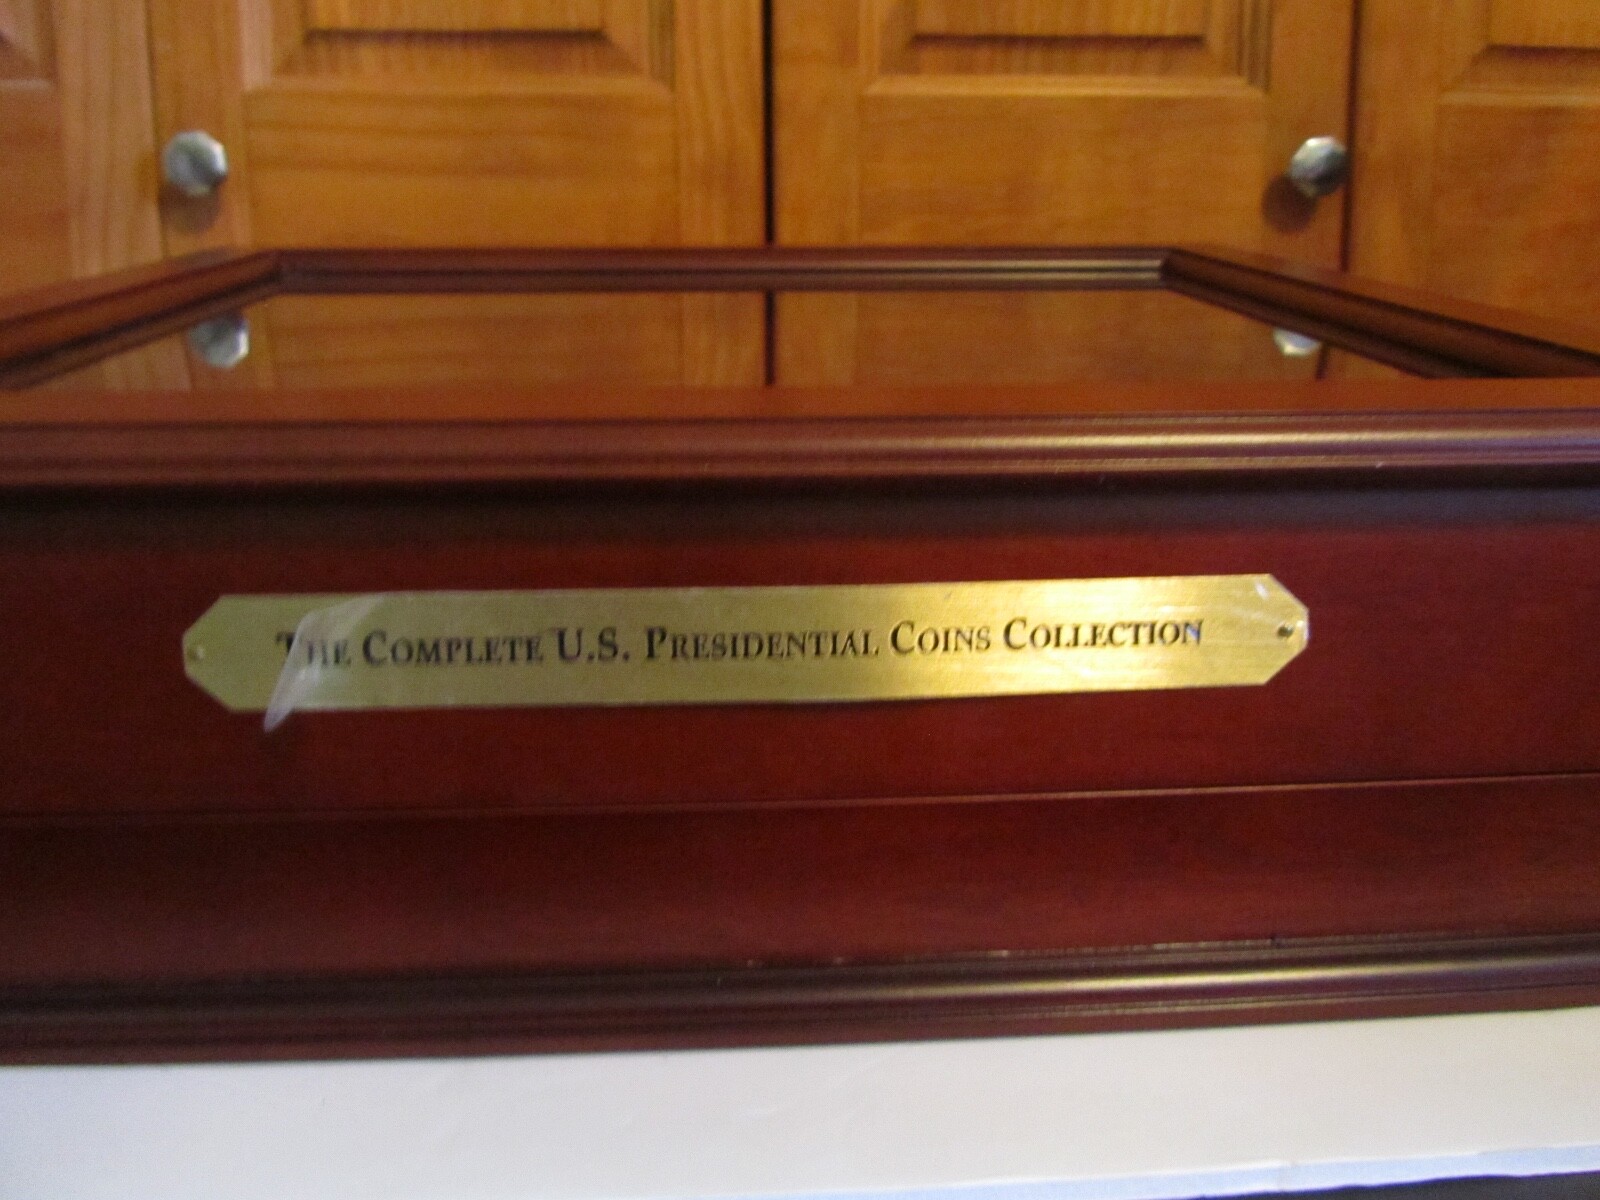 The Complete U.S. Presidential Coins Collection